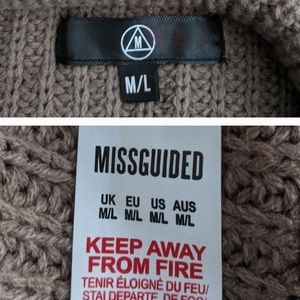 M
M/L
MISSGUIDED
UK EU US AUS
M/L M/L M/L M/L
KEEP AWAY
FROM FIRE
TENIR ÉLOIGNÉ DU FEU/